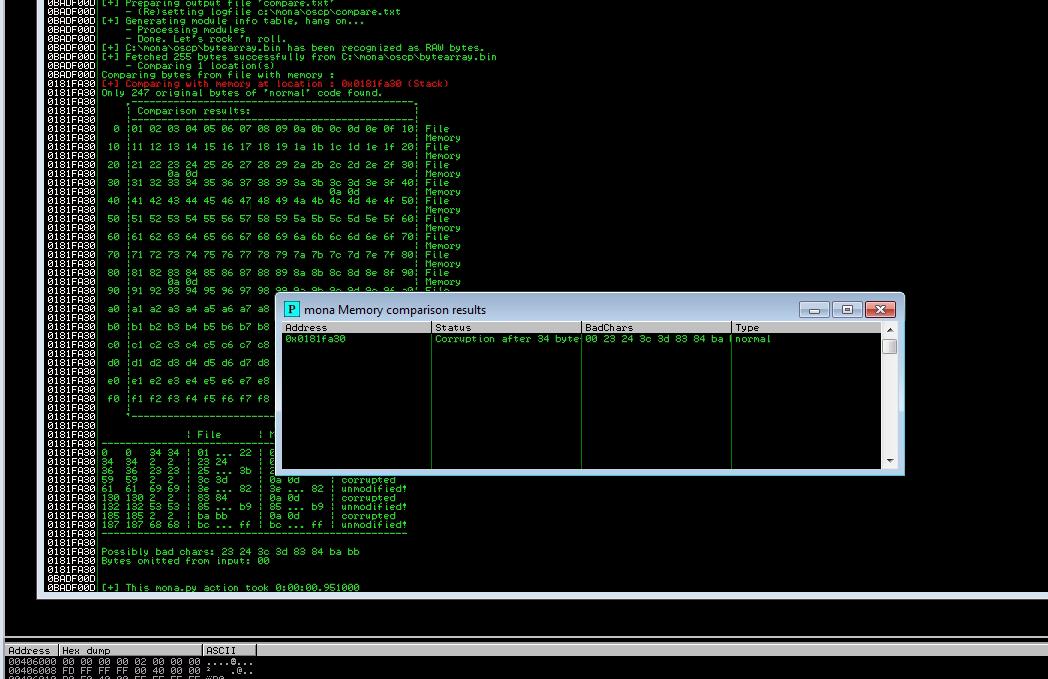 0BADF00D [+] Preparing output file 'compare.txt'
0BADF00D     - (Re)setting logfile c:\mona\oscp\compare.txt
0BADF00D [+] Generating module info table, hang on...
0BADF00D     - Processing modules
0BADF00D     - Done. Let's rock 'n roll.
0BADF00D [+] C:\mona\oscp\bytearray.bin has been recognized as RAW bytes.
0BADF00D [+] Fetched 255 bytes successfully from C:\mona\oscp\bytearray.bin
0BADF00D     - Comparing 1 location(s)
0BADF00D Comparing bytes from file with memory :
0181FA30 [+] Comparing with memory at location : 0x0181fa30 (Stack)
0181FA30 Only 247 original bytes of 'normal' code found.
0181FA30
0181FA30 | Comparison results:
0181FA30
0181FA30 0 |01 02 03 04 05 06 07 08 09 0a 0b 0c 0d 0e 0f 10| File
0181FA30 | | Memory
0181FA30 10 |11 12 13 14 15 16 17 18 19 1a 1b 1c 1d 1e 1f 20| File
0181FA30 | | Memory
0181FA30 20 |21 22 23 24 25 26 27 28 29 2a 2b 2c 2d 2e 2f 30| File
0181FA30 | 0a 0d | Memory
0181FA30 30 |31 32 33 34 35 36 37 38 39 3a 3b 3c 3d 3e 3f 40| File
0181FA30 | 0a 0d | Memory
0181FA30 40 |41 42 43 44 45 46 47 48 49 4a 4b 4c 4d 4e 4f 50| File
0181FA30 | | Memory
0181FA30 50 |51 52 53 54 55 56 57 58 59 5a 5b 5c 5d 5e 5f 60| File
0181FA30 | | Memory
0181FA30 60 |61 62 63 64 65 66 67 68 69 6a 6b 6c 6d 6e 6f 70| File
0181FA30 | | Memory
0181FA30 70 |71 72 73 74 75 76 77 78 79 7a 7b 7c 7d 7e 7f 80| File
0181FA30 | | Memory
0181FA30 80 |81 82 83 84 85 86 87 88 89 8a 8b 8c 8d 8e 8f 90| File
0181FA30 | 0a 0d | Memory
0181FA30 90 |91 92 93 94 95 96 97 98
0181FA30
0181FA30 a0 |a1 a2 a3 a4 a5 a6 a7 a8
0181FA30
0181FA30 b0 |b1 b2 b3 b4 b5 b6 b7 b8
0181FA30
0181FA30 c0 |c1 c2 c3 c4 c5 c6 c7 c8
0181FA30
0181FA30 d0 |d1 d2 d3 d4 d5 d6 d7 d8
0181FA30
0181FA30 e0 |e1 e2 e3 e4 e5 e6 e7 e8
0181FA30
0181FA30 f0 |f1 f2 f3 f4 f5 f6 f7 f8
0181FA30
0181FA30
0181FA30
0181FA30 | File |
0181FA30
0181FA30 0 0 34 34 | 01 ... 22 |
0181FA30 34 34 2 2 | 23 24 |
0181FA30 36 36 23 23 | 25 ... 3b |
0181FA30 59 59 2 2 | 3c 3d | 0a 0d | corrupted
0181FA30 61 61 69 69 | 3e ... 82 | 3e ... 82 | unmodified!
0181FA30 130 130 2 2 | 83 84 | 0a 0d | corrupted
0181FA30 132 132 53 53 | 85 ... b9 | 85 ... b9 | unmodified!
0181FA30 185 185 2 2 | ba bb | 0a 0d | corrupted
0181FA30 187 187 68 68 | bc ... ff | bc ... ff | unmodified!
0181FA30
0181FA30
0181FA30 Possibly bad chars: 23 24 3c 3d 83 84 ba bb
0181FA30 Bytes omitted from input: 00
0181FA30
0BADF00D
0BADF00D [+] This mona.py action took 0:00:00.951000
P mona Memory comparison results
Address Status BadChars Type
0x0181fa30 Corruption after 34 byte 00 23 24 3c 3d 83 84 ba normal
Address Hex dump ASCII
00406000 00 00 00 00 02 00 00 00 ....@...
00406008 FD FF FF FF 00 40 00 00 ² .@..